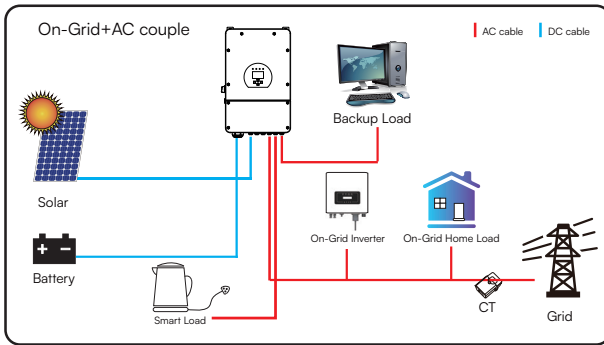 On-Grid+AC couple
AC cable
DC cable
Backup Load
Solar
On-Grid Inverter
On-Grid Home Load
Battery
Smart Load
CT
Grid